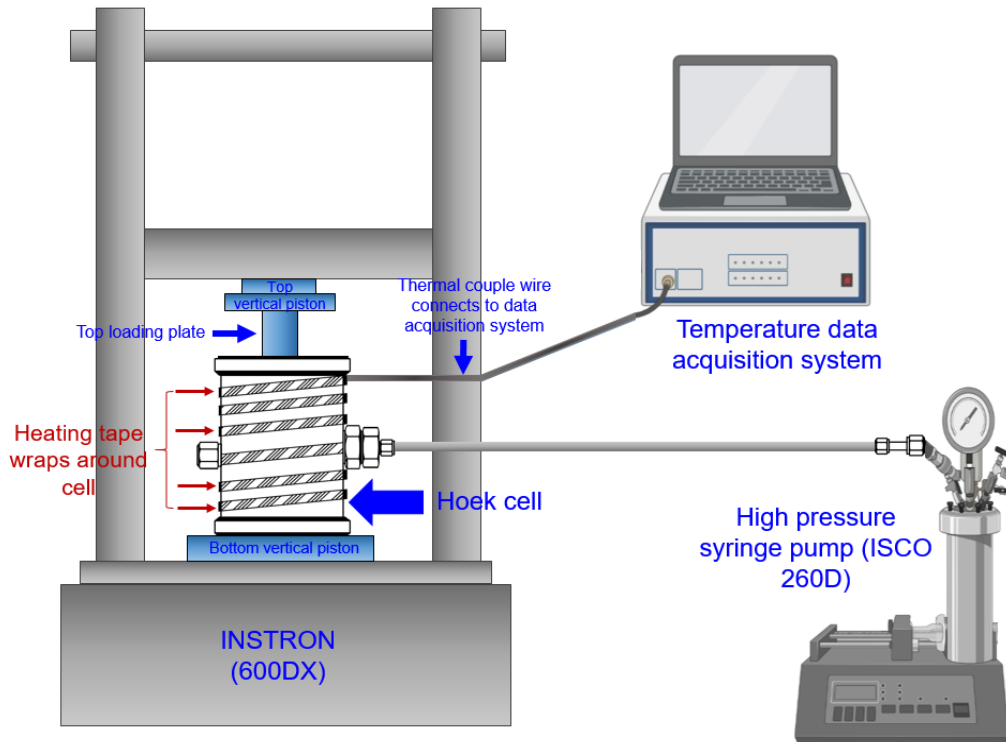 Top
vertical piston
Top loading plate
Thermal couple wire
connects to data
acquisition system
Temperature data
acquisition system
Heating tape
wraps around
cell
Hoek cell
High pressure
syringe pump (ISCO
260D)
Bottom vertical piston
INSTRON
(600DX)